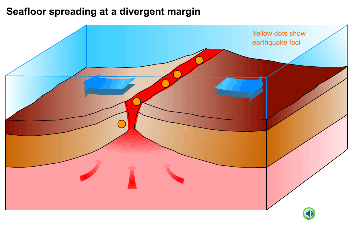 Seafloor spreading at a divergent margin
Yellow dots show
earthquake foci